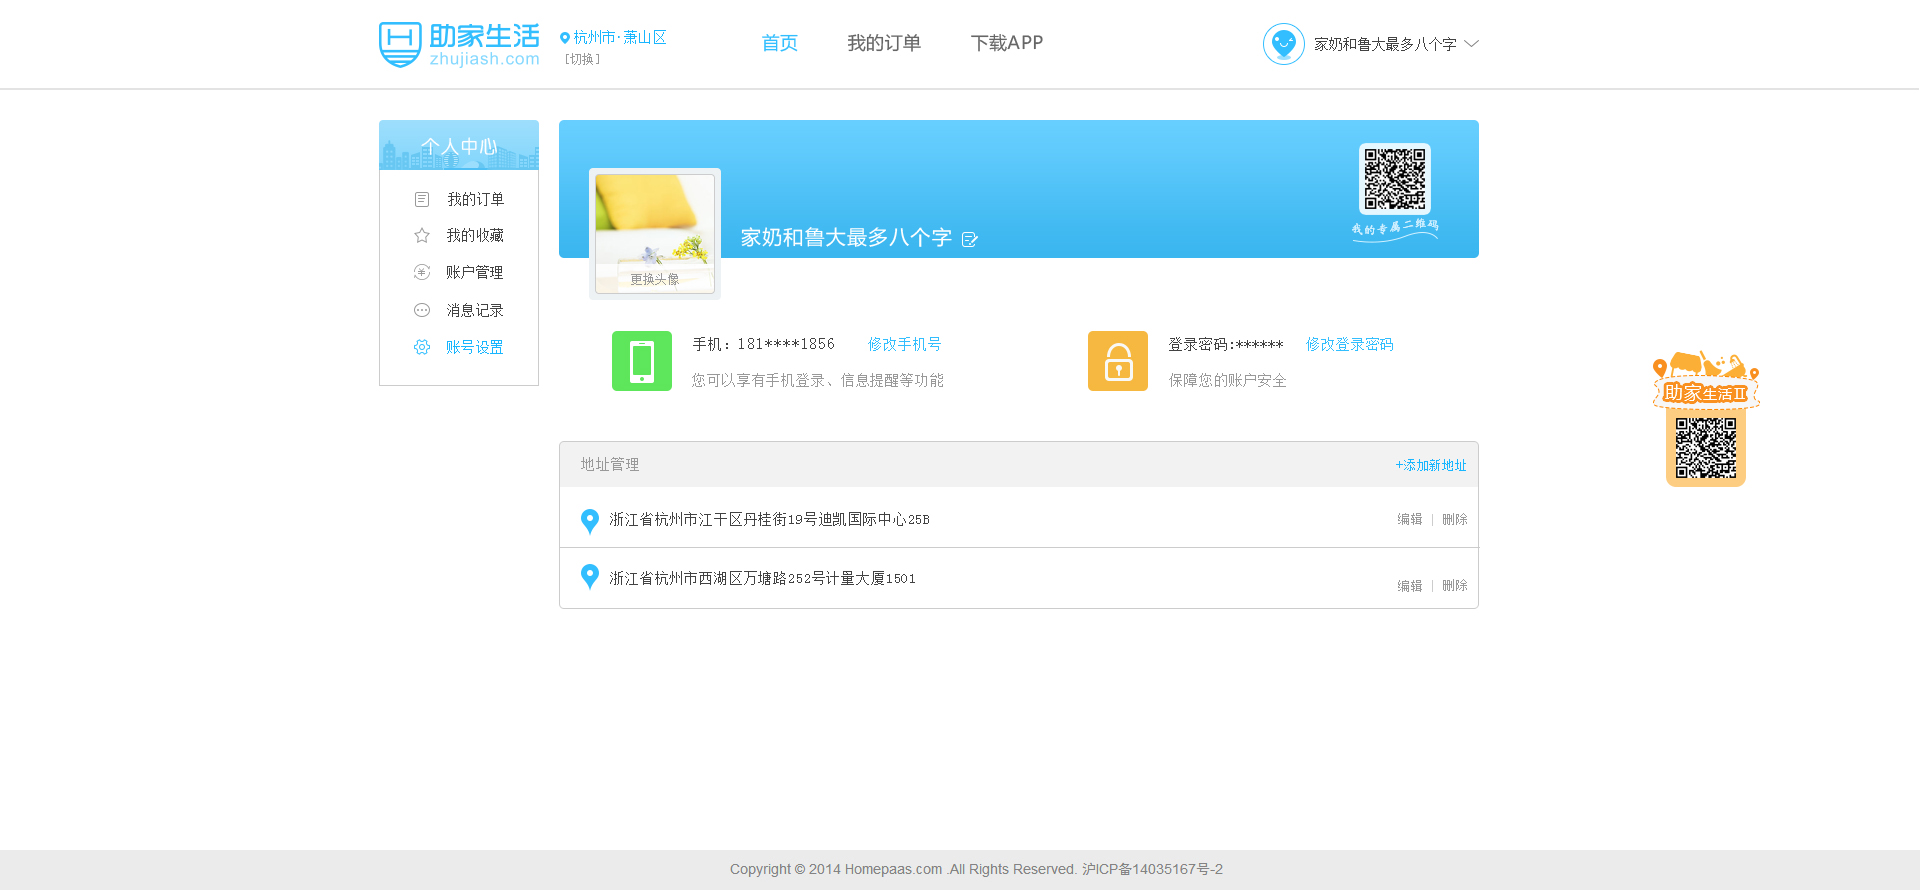 助家生活
zhujiash.com
杭州市·萧山区
[切换]
首页
我的订单
下载APP
家奶和鲁大最多八个字
个人中心
我的订单
我的收藏
账户管理
消息记录
账号设置
家奶和鲁大最多八个字
更换头像
我的专属二维码
手机：181****1856
修改手机号
您可以享有手机登录、信息提醒等功能
登录密码:******
修改登录密码
保障您的账户安全
助家生活II
地址管理
+添加新地址
浙江省杭州市江干区丹桂街19号迪凯国际中心25B
编辑 | 删除
浙江省杭州市西湖区万塘路252号计量大厦1501
编辑 | 删除
Copyright © 2014 Homepaas.com .All Rights Reserved. 沪ICP备14035167号-2